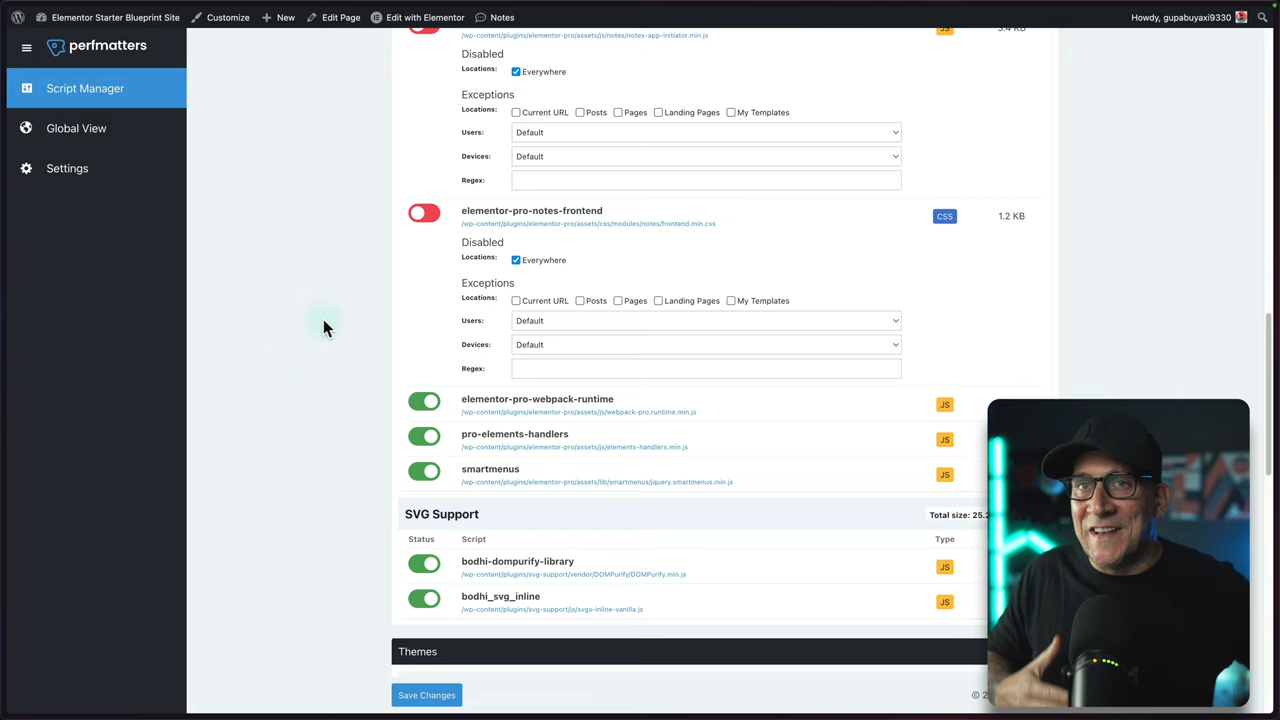 Elementor Starter Blueprint Site
Customize
New
Edit Page
Edit with Elementor
Notes
Howdy, gupabuyaxi9330
perfmatters
Script Manager
Global View
Settings
/wp-content/plugins/elementor-pro/assets/js/notes/notes-app-initiator.min.js
JS
3.4 KB
Disabled
Locations: Everywhere
Exceptions
Locations: Current URL Posts Pages Landing Pages My Templates
Users: Default
Devices: Default
Regex:
elementor-pro-notes-frontend
/wp-content/plugins/elementor-pro/assets/css/modules/notes/frontend.min.css
CSS
1.2 KB
Disabled
Locations: Everywhere
Exceptions
Locations: Current URL Posts Pages Landing Pages My Templates
Users: Default
Devices: Default
Regex:
elementor-pro-webpack-runtime
/wp-content/plugins/elementor-pro/assets/js/webpack-pro.runtime.min.js
JS
pro-elements-handlers
/wp-content/plugins/elementor-pro/assets/js/elements-handlers.min.js
JS
smartmenus
/wp-content/plugins/elementor-pro/assets/lib/smartmenus/jquery.smartmenus.min.js
JS
SVG Support
Total size: 25.2
Status Script Type
bodhi-dompurify-library
/wp-content/plugins/svg-support/vendor/DOMPurify/DOMPurify.min.js
JS
bodhi_svg_inline
/wp-content/plugins/svg-support/js/svgs-inline-vanilla.js
JS
Themes
Save Changes
© 2